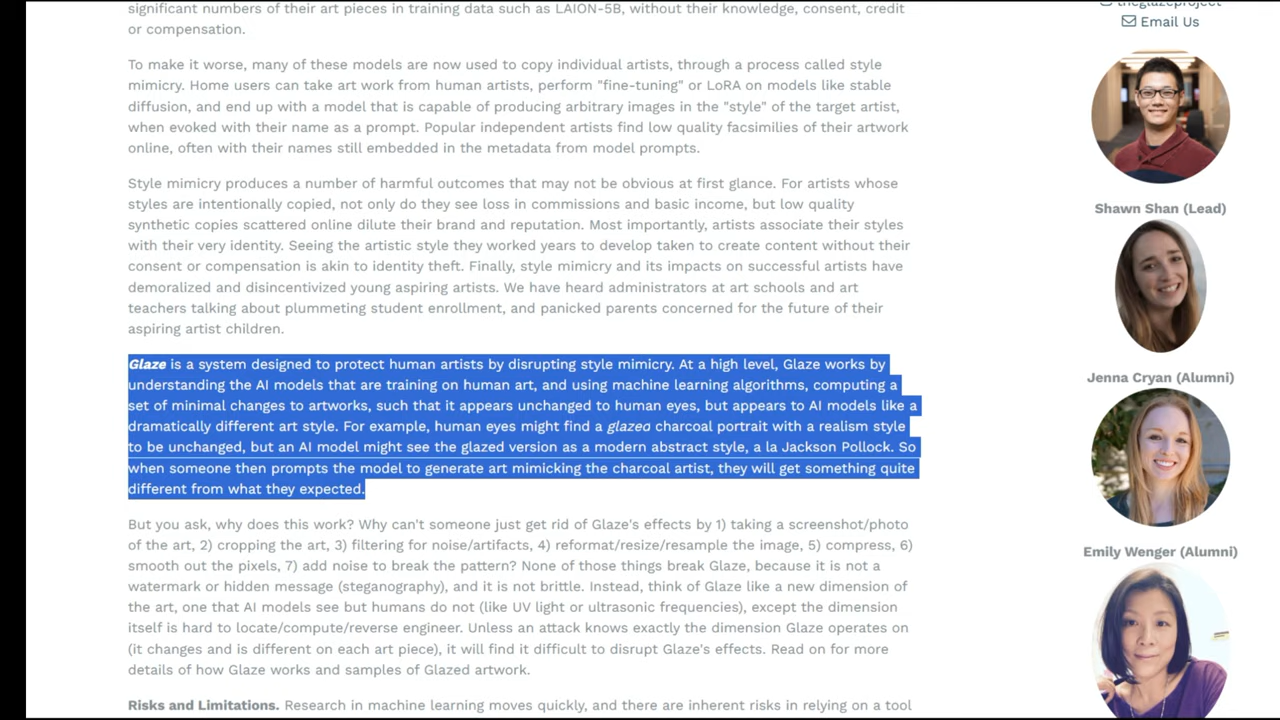 significant numbers of their art pieces in training data such as LAION-5B, without their knowledge, consent, credit
or compensation.
To make it worse, many of these models are now used to copy individual artists, through a process called style
mimicry. Home users can take art work from human artists, perform "fine-tuning" or LoRA on models like stable
diffusion, and end up with a model that is capable of producing arbitrary images in the "style" of the target artist,
when evoked with their name as a prompt. Popular independent artists find low quality facsimilies of their artwork
online, often with their names still embedded in the metadata from model prompts.
Style mimicry produces a number of harmful outcomes that may not be obvious at first glance. For artists whose
styles are intentionally copied, not only do they see loss in commissions and basic income, but low quality
synthetic copies scattered online dilute their brand and reputation. Most importantly, artists associate their styles
with their very identity. Seeing the artistic style they worked years to develop taken to create content without their
consent or compensation is akin to identity theft. Finally, style mimicry and its impacts on successful artists have
demoralized and disincentivized young aspiring artists. We have heard administrators at art schools and art
teachers talking about plummeting student enrollment, and panicked parents concerned for the future of their
aspiring artist children.
Glaze is a system designed to protect human artists by disrupting style mimicry. At a high level, Glaze works by
understanding the AI models that are training on human art, and using machine learning algorithms, computing a
set of minimal changes to artworks, such that it appears unchanged to human eyes, but appears to AI models like a
dramatically different art style. For example, human eyes might find a glazed charcoal portrait with a realism style
to be unchanged, but an AI model might see the glazed version as a modern abstract style, a la Jackson Pollock. So
when someone then prompts the model to generate art mimicking the charcoal artist, they will get something quite
different from what they expected.
But you ask, why does this work? Why can't someone just get rid of Glaze's effects by 1) taking a screenshot/photo
of the art, 2) cropping the art, 3) filtering for noise/artifacts, 4) reformat/resize/resample the image, 5) compress, 6)
smooth out the pixels, 7) add noise to break the pattern? None of those things break Glaze, because it is not a
watermark or hidden message (steganography), and it is not brittle. Instead, think of Glaze like a new dimension of
the art, one that AI models see but humans do not (like UV light or ultrasonic frequencies), except the dimension
itself is hard to locate/compute/reverse engineer. Unless an attack knows exactly the dimension Glaze operates on
(it changes and is different on each art piece), it will find it difficult to disrupt Glaze's effects. Read on for more
details of how Glaze works and samples of Glazed artwork.
Risks and Limitations. Research in machine learning moves quickly, and there are inherent risks in relying on a tool
theglazeproject
Email Us
Shawn Shan (Lead)
Jenna Cryan (Alumni)
Emily Wenger (Alumni)